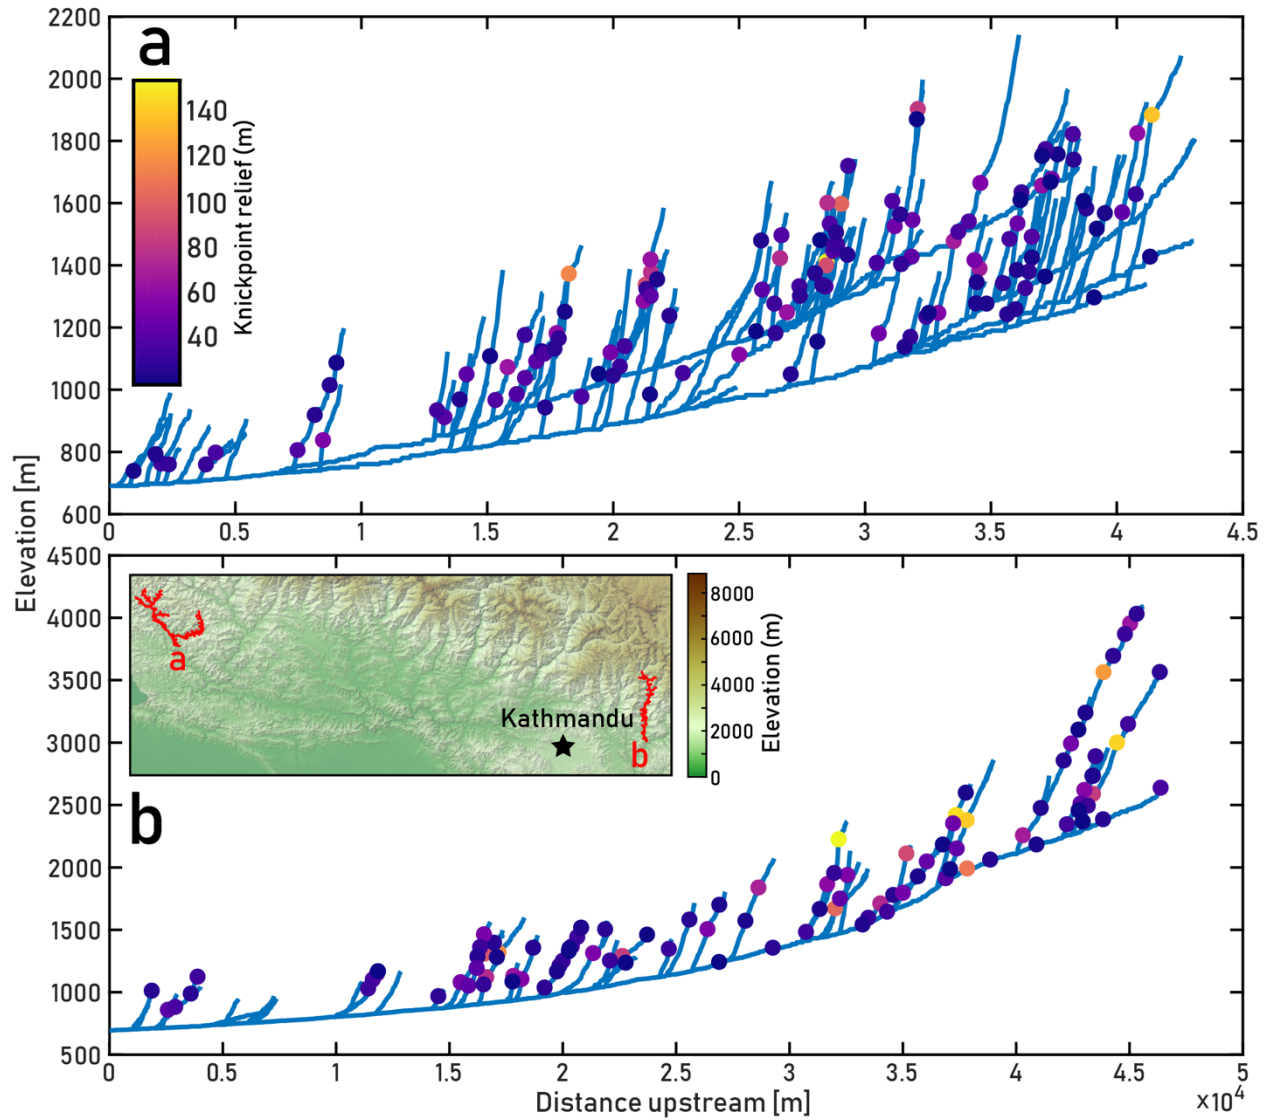 a
2200
2000
1800
1600
1400
1200
1000
800
600
140
120
100
80
60
40
Knickpoint relief (m)
0 0.5 1 1.5 2 2.5 3 3.5 4 4.5
Elevation [m]
4500
4000
3500
3000
2500
2000
1500
1000
500
a
Kathmandu
b
8000
6000
4000
2000
0
Elevation (m)
b
0 0.5 1 1.5 2 2.5 3 3.5 4 4.5 5
Distance upstream [m]
×10⁴